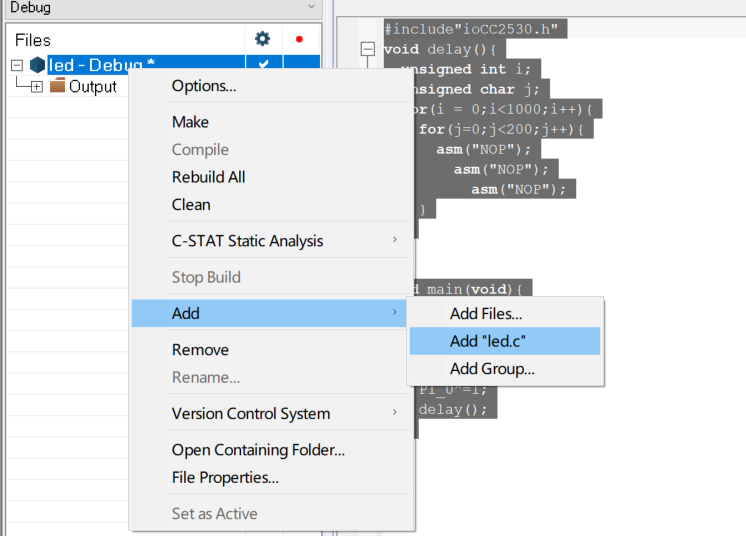 Debug
Files
led - Debug *
Output
Options...
Make
Compile
Rebuild All
Clean
C-STAT Static Analysis
Stop Build
Add
Remove
Rename...
Version Control System
Open Containing Folder...
File Properties...
Set as Active
Add Files...
Add "led.c"
Add Group...
#include"ioCC2530.h"
void delay(){
unsigned int i;
unsigned char j;
or(i = 0;i<1000;i++){
for(j=0;j<200;j++){
asm("NOP");
asm("NOP");
asm("NOP");
}
d main(void){
P1_0^=1;
delay();